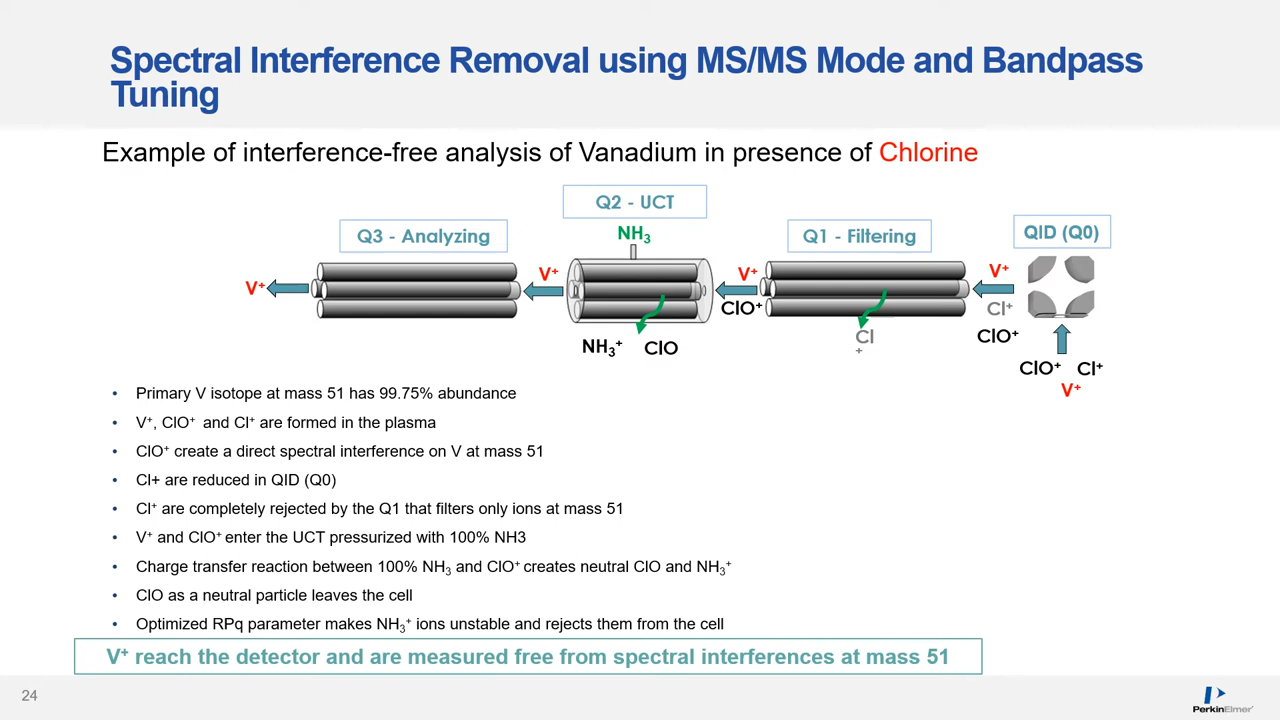 Spectral Interference Removal using MS/MS Mode and Bandpass
Tuning
Example of interference-free analysis of Vanadium in presence of Chlorine
Q3 - Analyzing
Q2 - UCT
NH₃
Q1 - Filtering
QID (Q0)
V⁺
V⁺
V⁺
ClO⁺
V⁺
Cl⁺
ClO⁺
NH₃⁺
ClO
Cl
+
ClO⁺ Cl⁺
V⁺
• Primary V isotope at mass 51 has 99.75% abundance
• V⁺, ClO⁺ and Cl⁺ are formed in the plasma
• ClO⁺ create a direct spectral interference on V at mass 51
• Cl+ are reduced in QID (Q0)
• Cl⁺ are completely rejected by the Q1 that filters only ions at mass 51
• V⁺ and ClO⁺ enter the UCT pressurized with 100% NH3
• Charge transfer reaction between 100% NH₃ and ClO⁺ creates neutral ClO and NH₃⁺
• ClO as a neutral particle leaves the cell
• Optimized RPq parameter makes NH₃⁺ ions unstable and rejects them from the cell
V⁺ reach the detector and are measured free from spectral interferences at mass 51
24
PerkinElmer